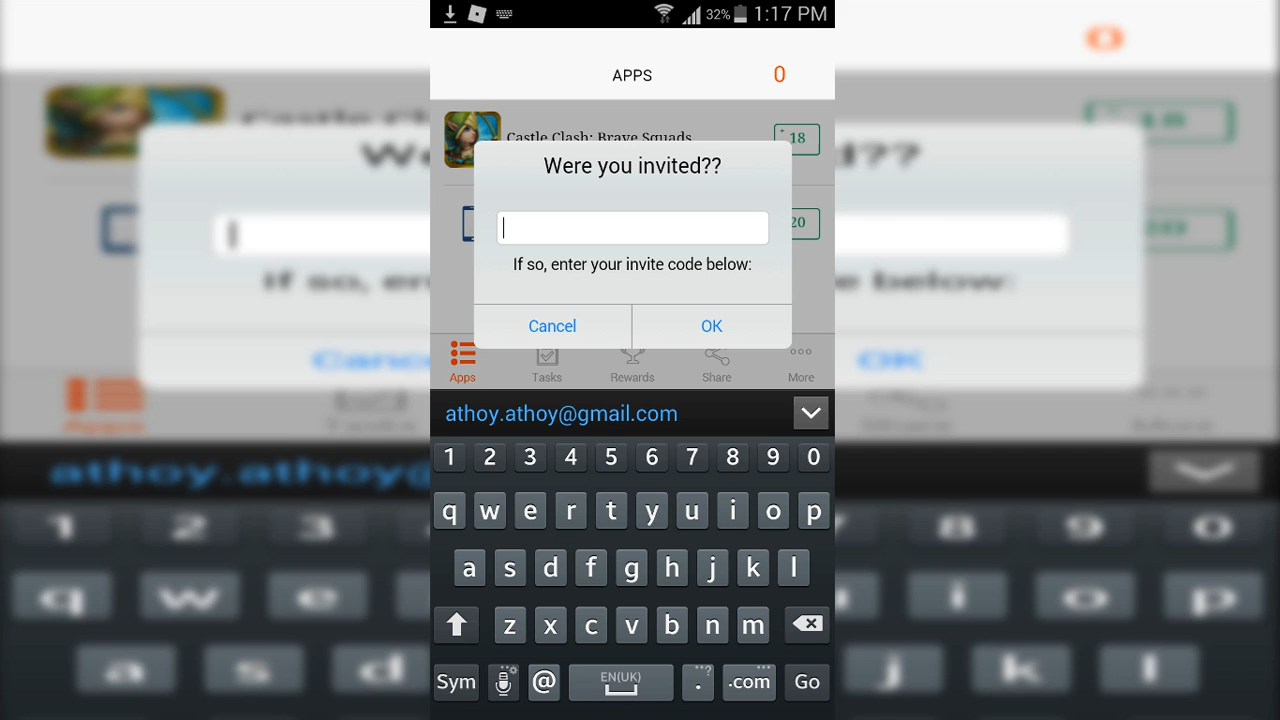 32% 1:17 PM
APPS 0
Castle Clash: Brave Squads
+18
Were you invited??
20
If so, enter your invite code below:
Cancel OK
Apps Tasks Rewards Share More
athoy.athoy@gmail.com
1 2 3 4 5 6 7 8 9 0
q w e r t y u i o p
a s d f g h j k l
z x c v b n m
Sym @ EN(UK) . ...? .com ... Go